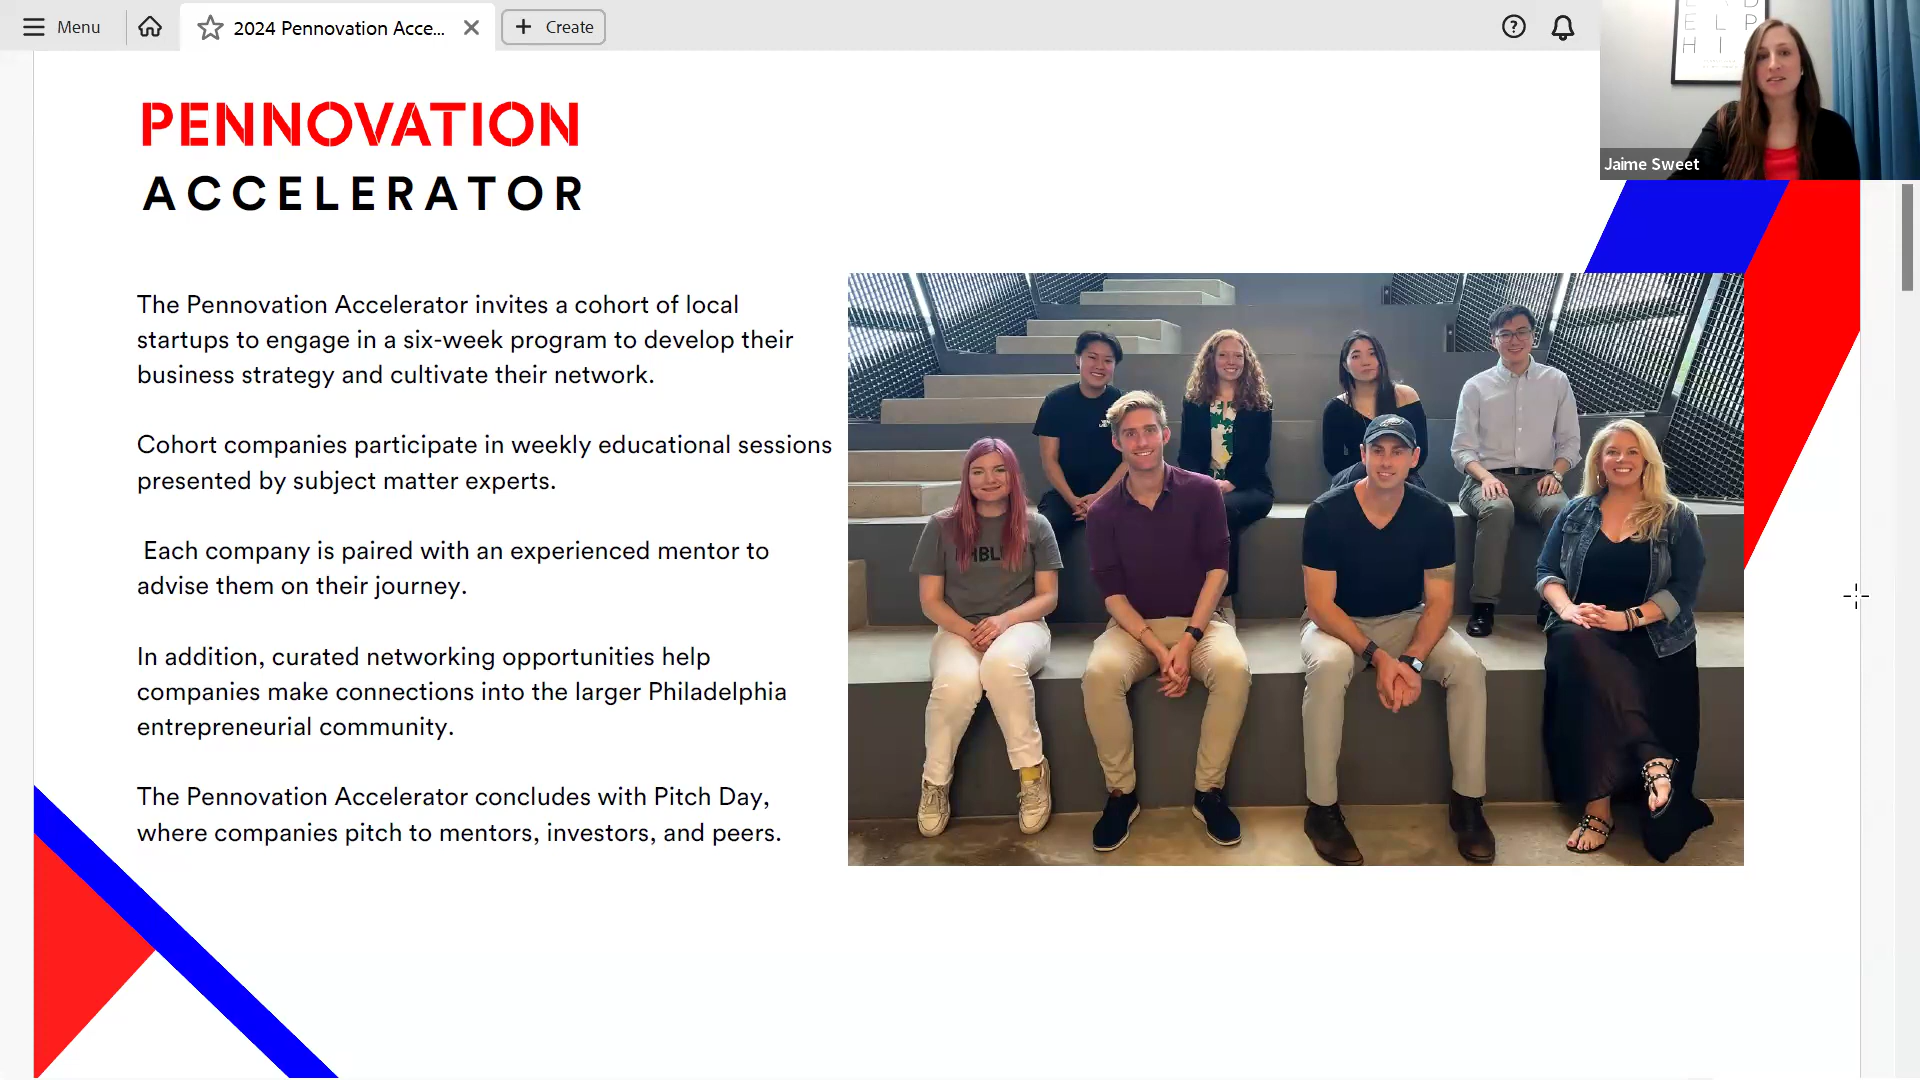 Menu
2024 Pennovation Acce...
Create
Jaime Sweet
E L P
H I
PENNOVATION
ACCELERATOR
The Pennovation Accelerator invites a cohort of local
startups to engage in a six-week program to develop their
business strategy and cultivate their network.
Cohort companies participate in weekly educational sessions
presented by subject matter experts.
Each company is paired with an experienced mentor to
advise them on their journey.
In addition, curated networking opportunities help
companies make connections into the larger Philadelphia
entrepreneurial community.
The Pennovation Accelerator concludes with Pitch Day,
where companies pitch to mentors, investors, and peers.